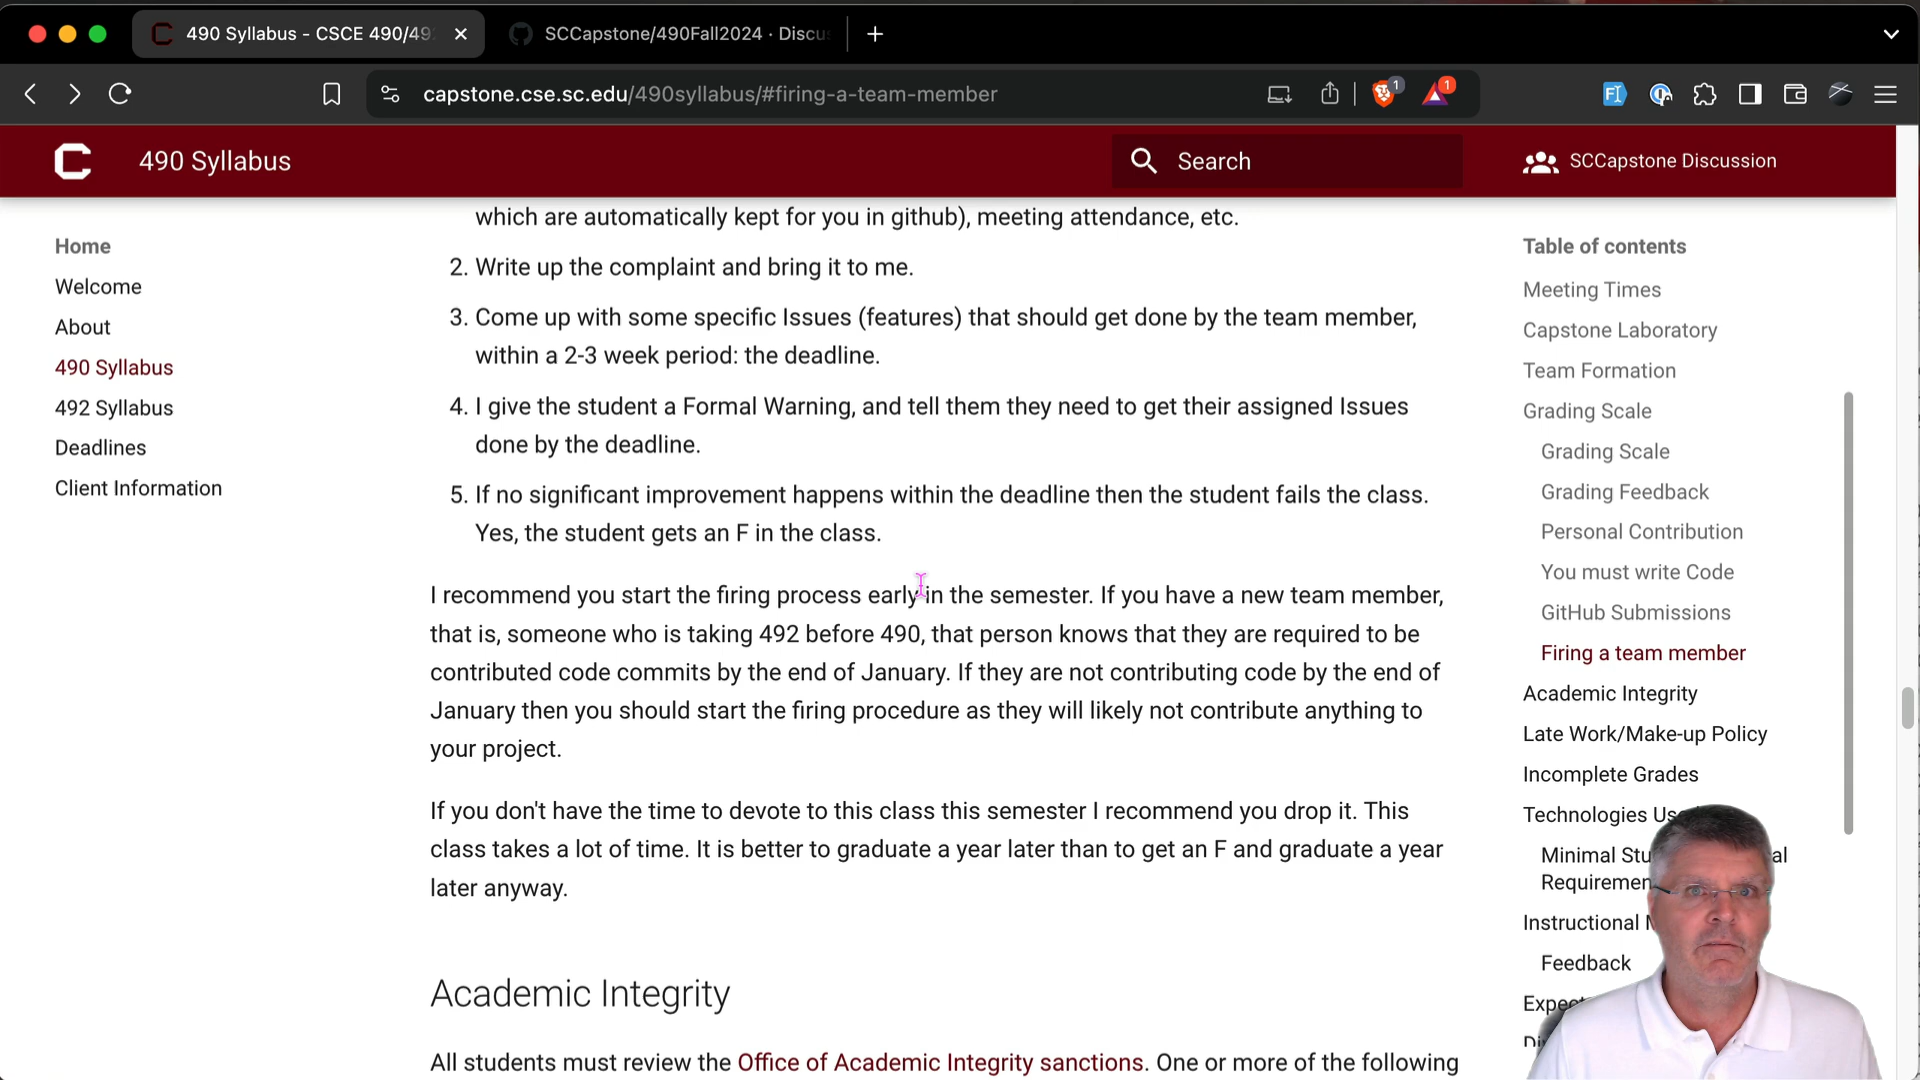 490 Syllabus - CSCE 490/49
SCCapstone/490Fall2024 · Discu
capstone.cse.sc.edu/490syllabus/#firing-a-team-member
1
1
490 Syllabus
Search
SCCapstone Discussion
Home
Welcome
About
490 Syllabus
492 Syllabus
Deadlines
Client Information
which are automatically kept for you in github), meeting attendance, etc.
2. Write up the complaint and bring it to me.
3. Come up with some specific Issues (features) that should get done by the team member,
within a 2-3 week period: the deadline.
4. I give the student a Formal Warning, and tell them they need to get their assigned Issues
done by the deadline.
5. If no significant improvement happens within the deadline then the student fails the class.
Yes, the student gets an F in the class.
I recommend you start the firing process early in the semester. If you have a new team member,
that is, someone who is taking 492 before 490, that person knows that they are required to be
contributed code commits by the end of January. If they are not contributing code by the end of
January then you should start the firing procedure as they will likely not contribute anything to
your project.
If you don't have the time to devote to this class this semester I recommend you drop it. This
class takes a lot of time. It is better to graduate a year later than to get an F and graduate a year
later anyway.
Academic Integrity
All students must review the Office of Academic Integrity sanctions. One or more of the following
Table of contents
Meeting Times
Capstone Laboratory
Team Formation
Grading Scale
Grading Scale
Grading Feedback
Personal Contribution
You must write Code
GitHub Submissions
Firing a team member
Academic Integrity
Late Work/Make-up Policy
Incomplete Grades
Technologies Us
Minimal Stu al
Requiremen
Instructional
Feedback
Expec